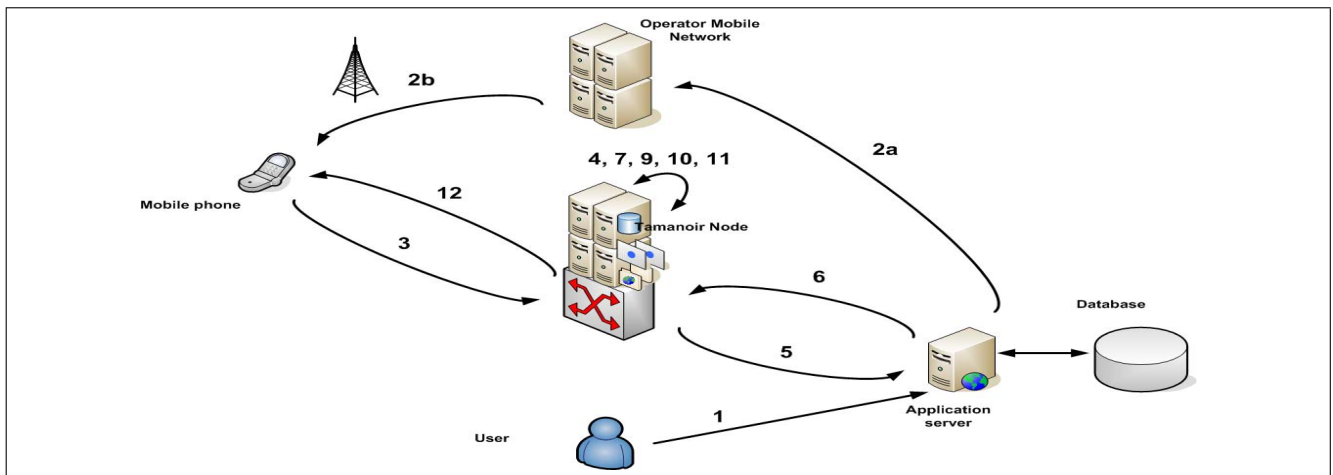 Operator Mobile
Network
2b
2a
4, 7, 9, 10, 11
Mobile phone
12
Tamanoir Node
3
6
Database
5
Application
server
1
User